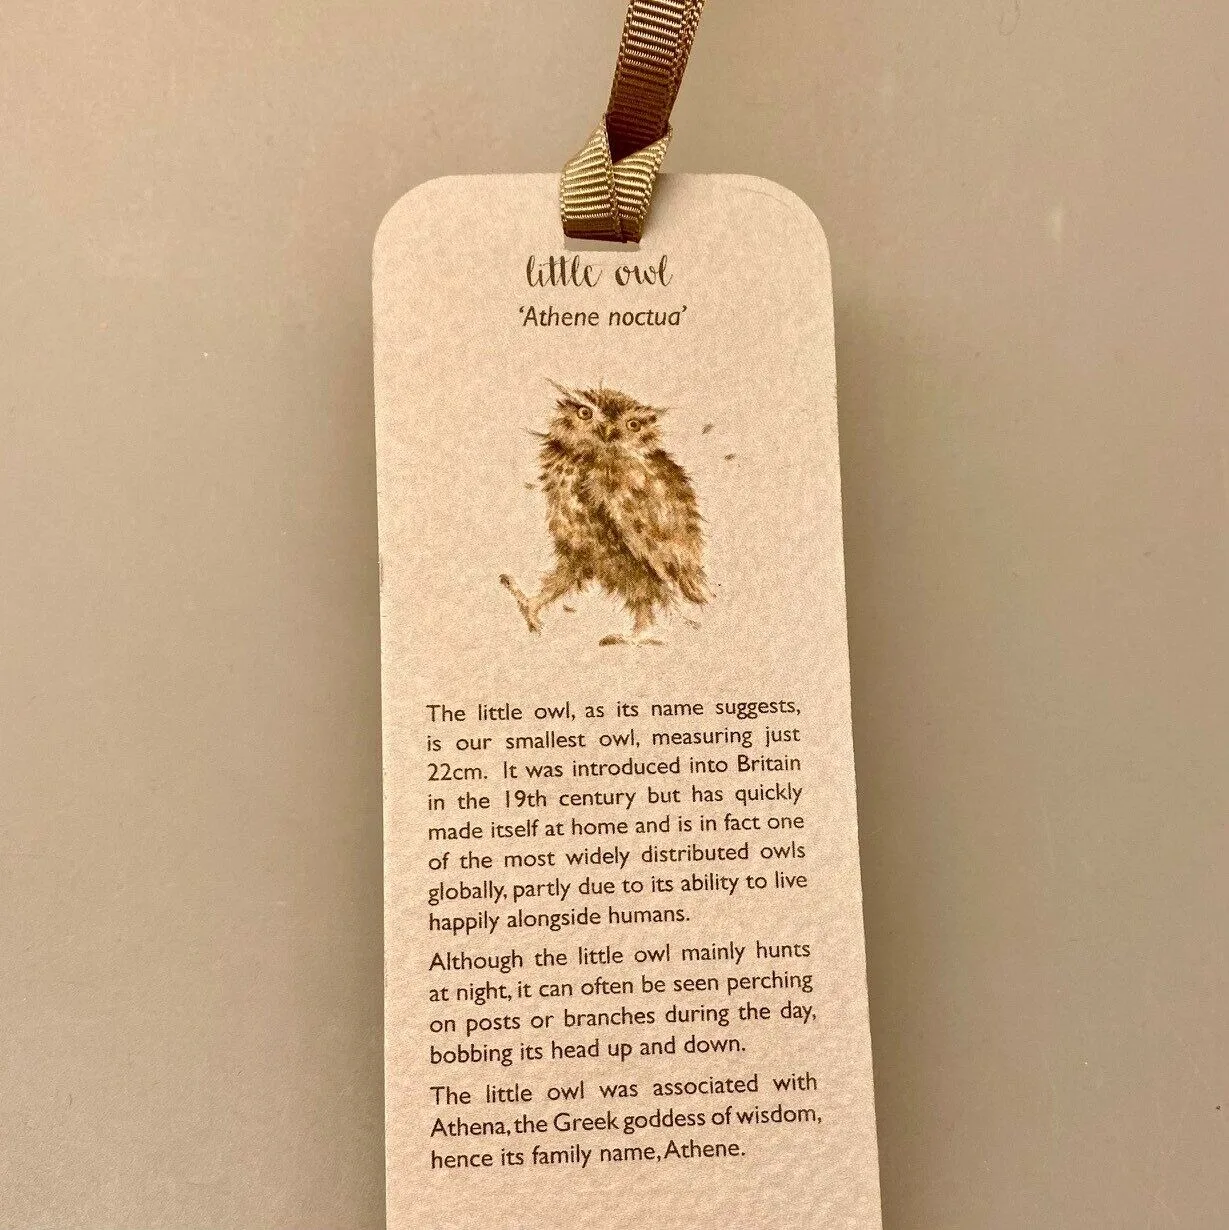 little owl
‘Athene noctua’
The little owl, as its name suggests,
is our smallest owl, measuring just
22cm. It was introduced into Britain
in the 19th century but has quickly
made itself at home and is in fact one
of the most widely distributed owls
globally, partly due to its ability to live
happily alongside humans.
Although the little owl mainly hunts
at night, it can often be seen perching
on posts or branches during the day,
bobbing its head up and down.
The little owl was associated with
Athena, the Greek goddess of wisdom,
hence its family name, Athene.